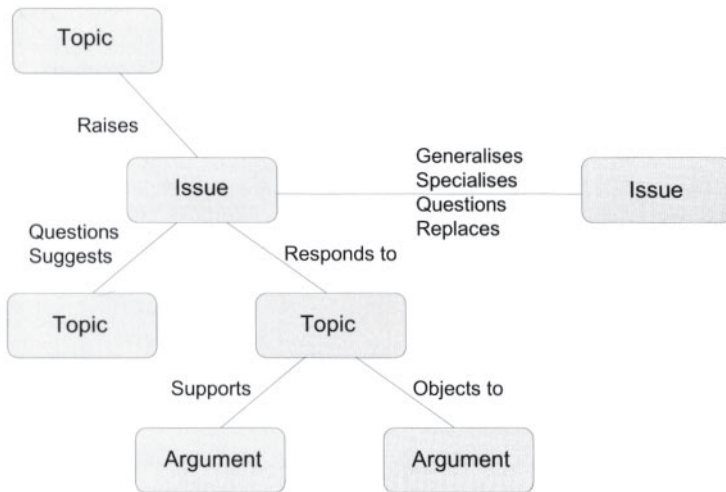 Topic
Raises
Issue
Generalises
Specialises
Questions
Replaces
Issue
Questions
Suggests
Responds to
Topic
Topic
Supports
Objects to
Argument
Argument